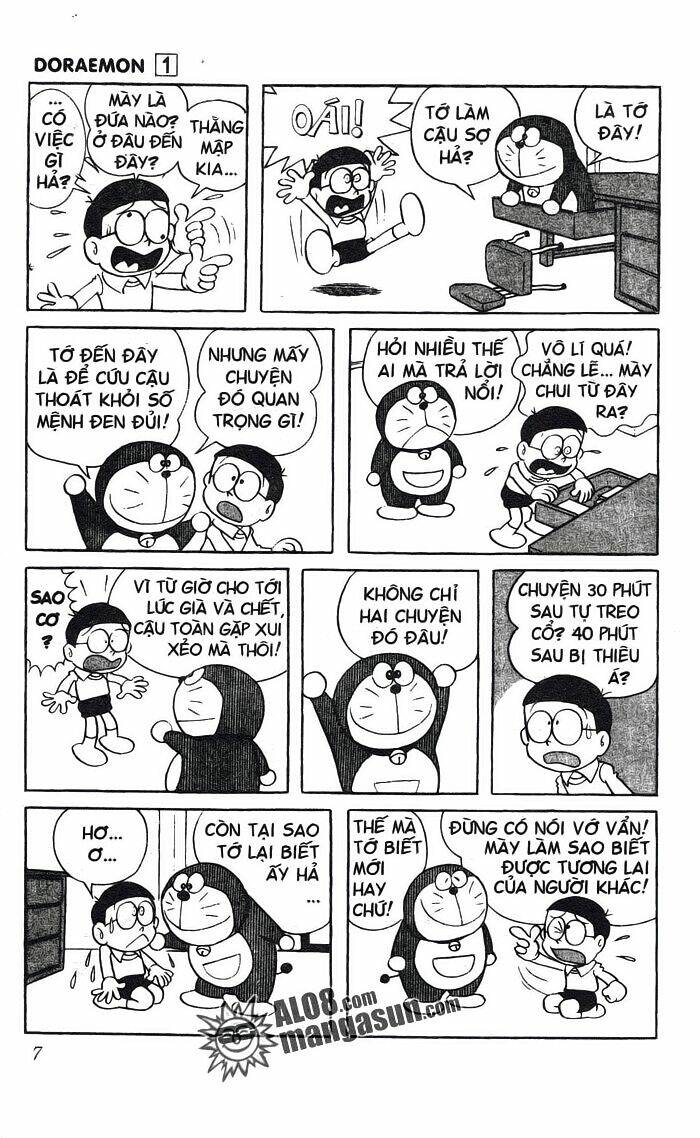 DORAEMON 1
LÀ TỚ
ĐÂY!
TỚ LÀM
CẬU SỢ
HẢ?
OÁI!
THẰNG
MẬP
KIA...
MÀY LÀ
ĐỨA NÀO?
Ở ĐÂU ĐẾN
ĐÂY?
...
CÓ
VIỆC
GÌ
HẢ?
VÔ LÍ QUÁ!
CHẲNG LẼ... MÀY
CHUI TỪ ĐÂY
RA?
HỎI NHIỀU THẾ
AI MÀ TRẢ LỜI
NỔI!
NHƯNG MẤY
CHUYỆN
ĐÓ QUAN
TRỌNG GÌ!
TỚ ĐẾN ĐÂY
LÀ ĐỂ CỨU CẬU
THOÁT KHỎI SỐ
MỆNH ĐEN ĐỦI!
CHUYỆN 30 PHÚT
SAU TỰ TREO
CỔ? 40 PHÚT
SAU BỊ THIÊU
Á?
KHÔNG CHỈ
HAI CHUYỆN
ĐÓ ĐÂU!
VÌ TỪ GIỜ CHO TỚI
LÚC GIÀ VÀ CHẾT,
CẬU TOÀN GẶP XUI
XẺO MÀ THÔI!
SAO
CƠ
?
ĐỪNG CÓ NÓI VỚ VẨN!
MÀY LÀM SAO BIẾT
ĐƯỢC TƯƠNG LAI
CỦA NGƯỜI KHÁC!
THẾ MÀ
TỚ BIẾT
MỚI
HAY
CHỨ!
CÒN TẠI SAO
TỚ LẠI BIẾT
ẤY HẢ
...
HƠ...
Ơ...
ALO8.com
mangasun.com
7